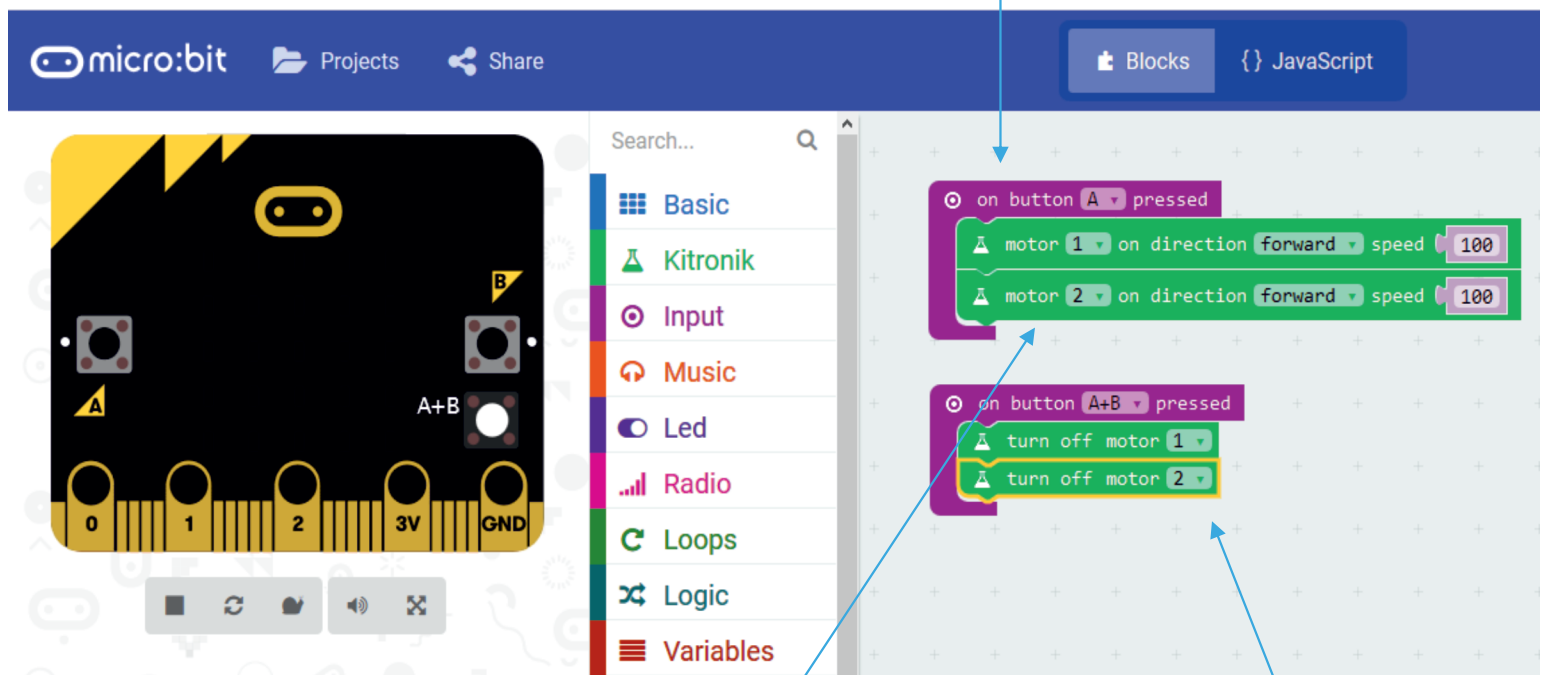 micro:bit Projects Share Blocks {} JavaScript
Search...
Basic
Kitronik
Input
Music
Led
Radio
Loops
Logic
Variables
B
A
A+B
0 1 2 3V GND
on button A pressed
motor 1 on direction forward speed 100
motor 2 on direction forward speed 100
on button A+B pressed
turn off motor 1
turn off motor 2